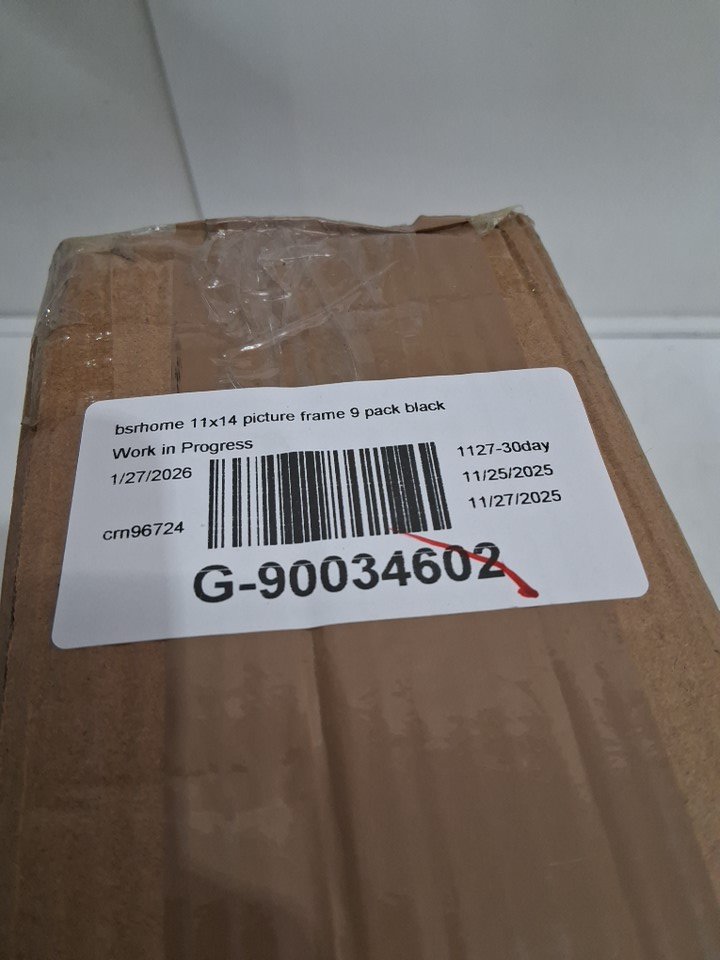 bsrhome 11x14 picture frame 9 pack black
Work in Progress
1/27/2026
1127-30day
11/25/2025
11/27/2025
crn96724
G-90034602